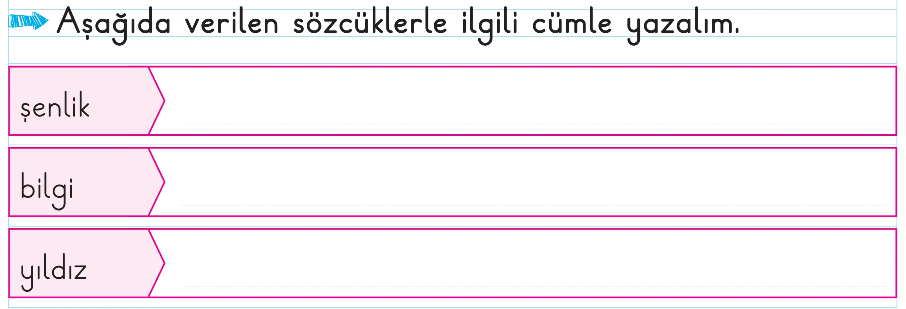 Aşağıda verilen sözcüklerle ilgili cümle yazalım.
şenlik
bilgi
yıldız